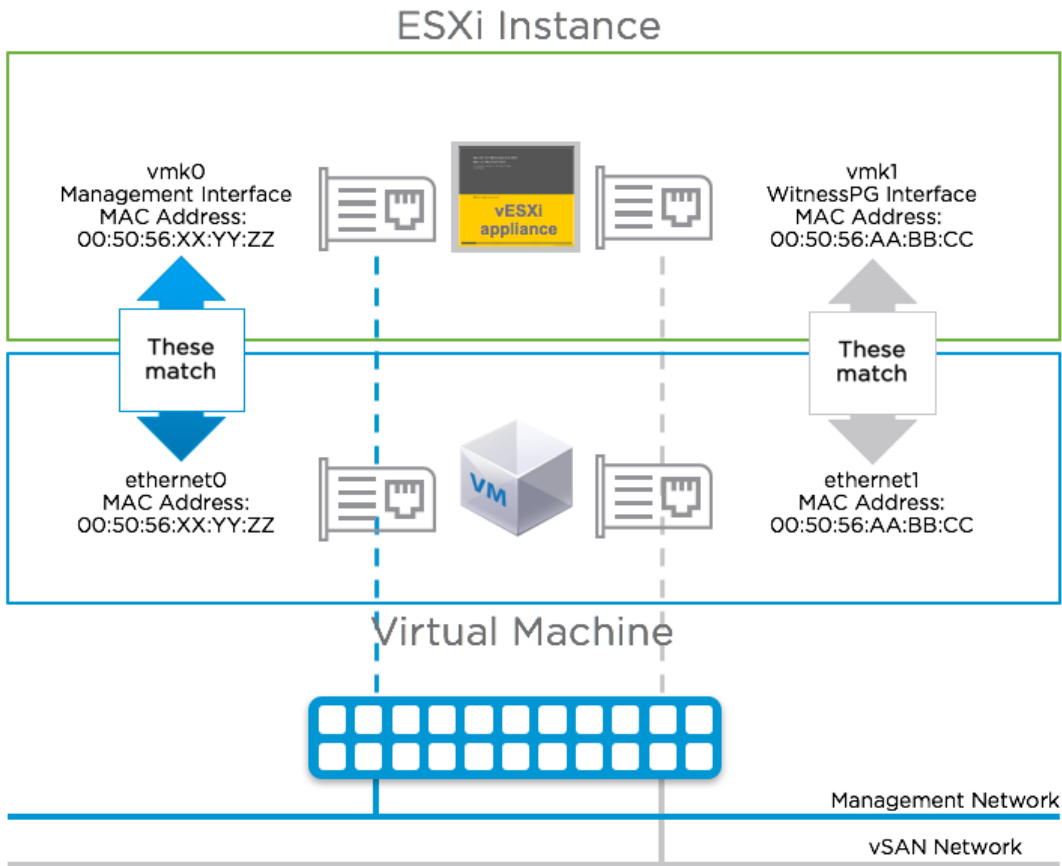 ESXi Instance
vmk0
Management Interface
MAC Address:
00:50:56:XX:YY:ZZ
vESXi
appliance
vmk1
WitnessPG Interface
MAC Address:
00:50:56:AA:BB:CC
These
match
These
match
ethernet0
MAC Address:
00:50:56:XX:YY:ZZ
VM
ethernet1
MAC Address:
00:50:56:AA:BB:CC
Virtual Machine
Management Network
vSAN Network